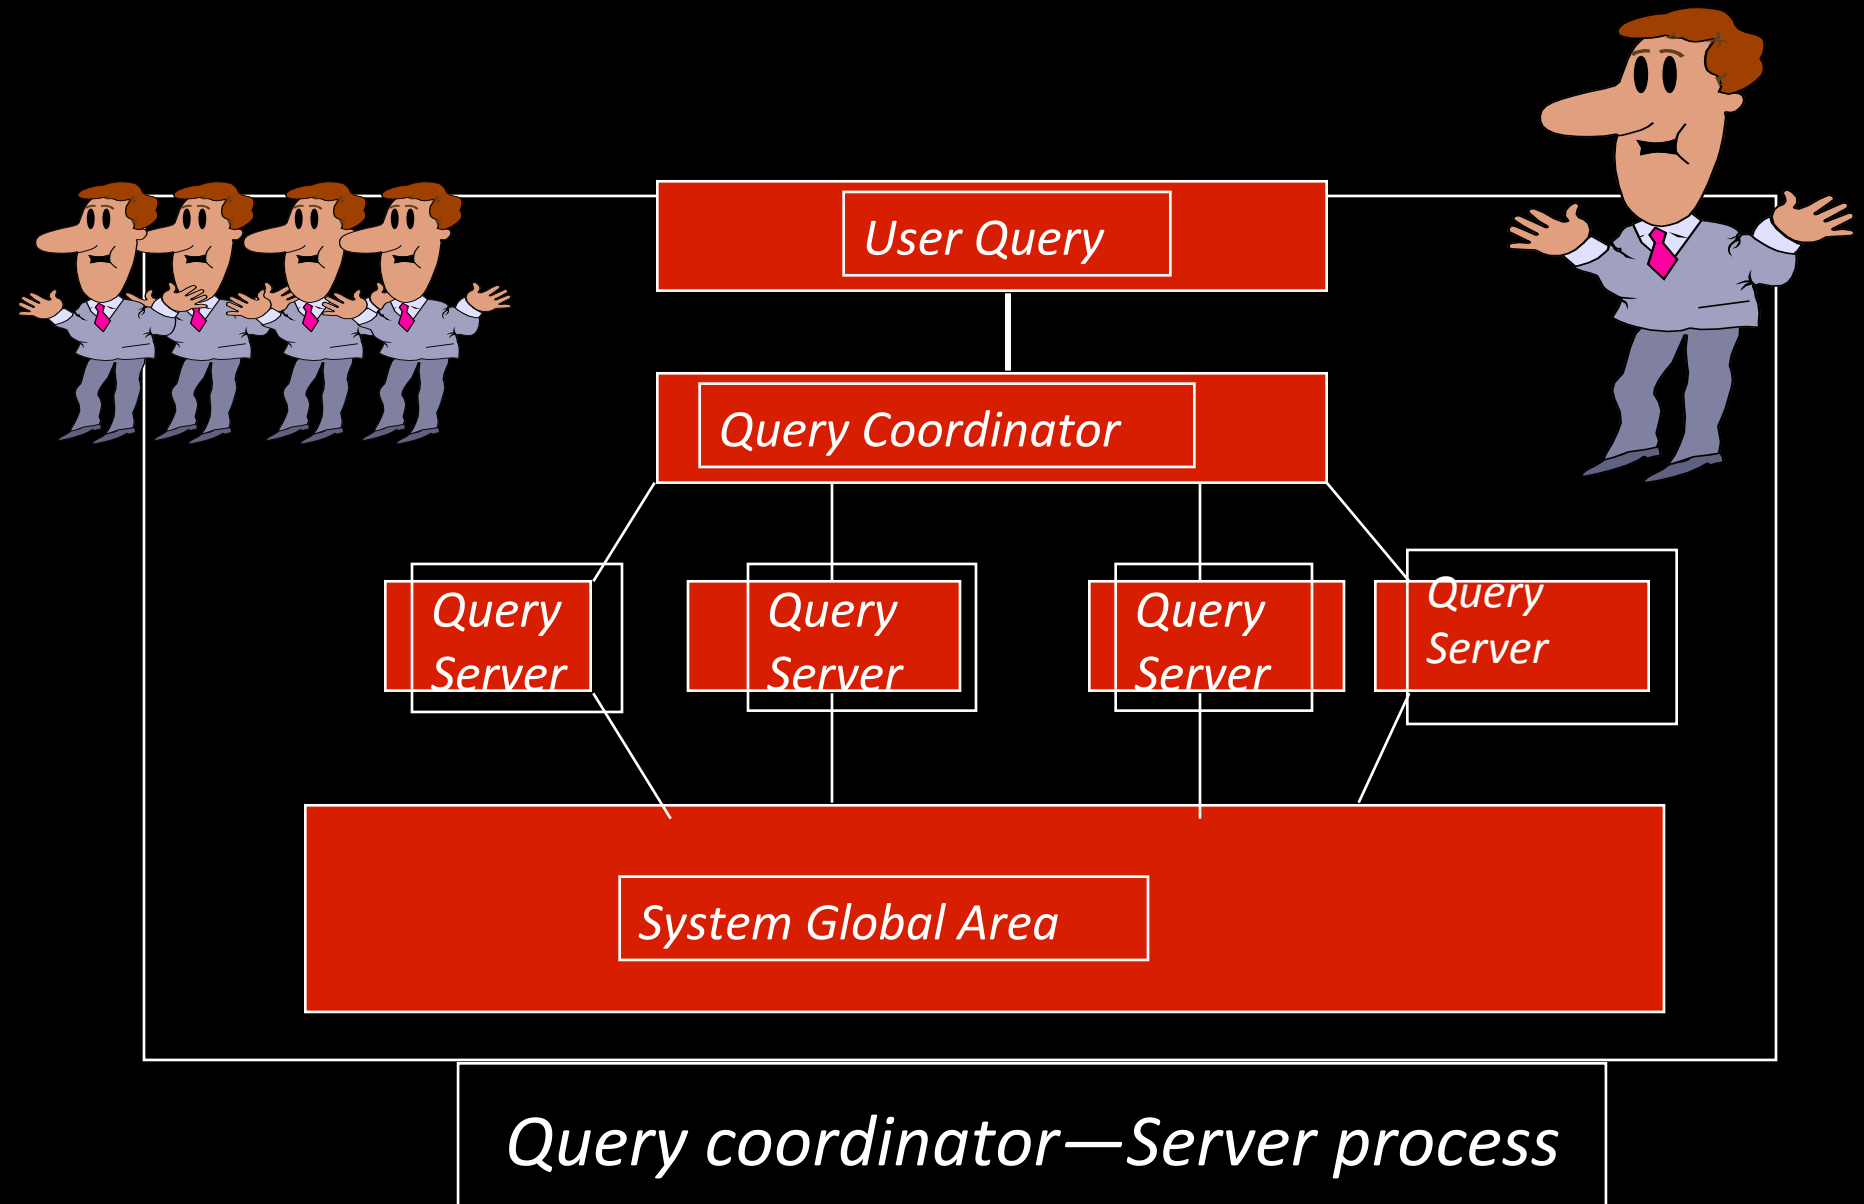 User Query
Query Coordinator
Query
Server
Query
Server
Query
Server
Query
Server
System Global Area
Query coordinator—Server process